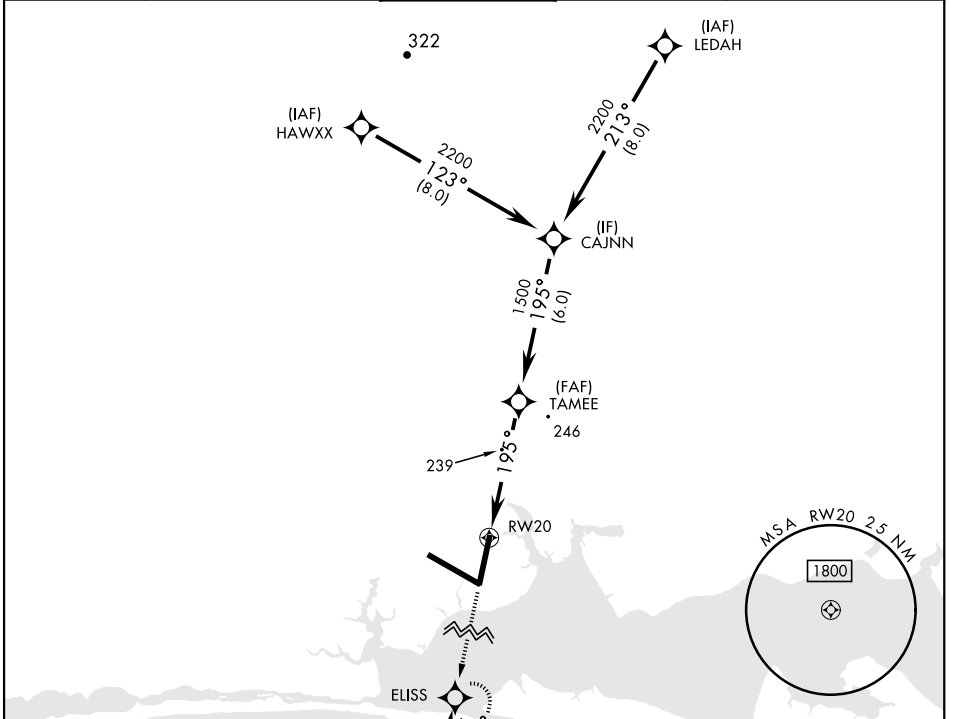 322
(IAF)
LEDAH
(IAF)
HAWXX
2200
213°
(8.0)
2200
123°
(8.0)
(IF)
CAJNN
1500
195°
(6.0)
(FAF)
TAMEE
246
195°
239
RW20
MSA RW20 25 NM
1800
ELISS